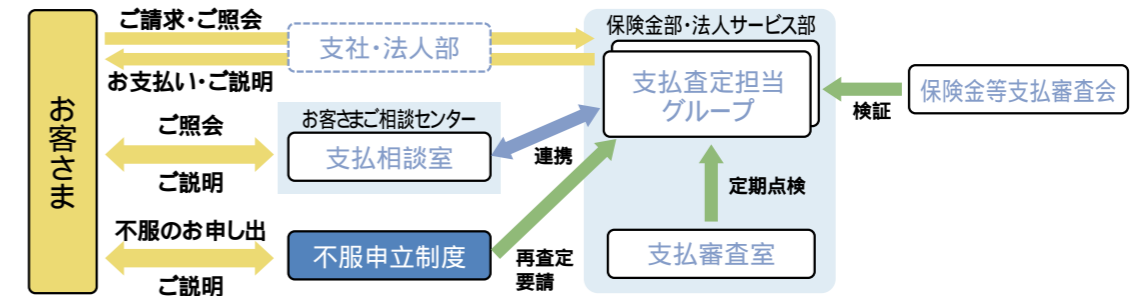 お客さま
ご請求・ご照会
支社・法人部
お支払い・ご説明
ご照会
ご説明
お客さまご相談センター
支払相談室
不服のお申し出
ご説明
不服申立制度
連携
再査定
要請
保険金部・法人サービス部
支払査定担当
グループ
定期点検
支払審査室
検証
保険金等支払審査会